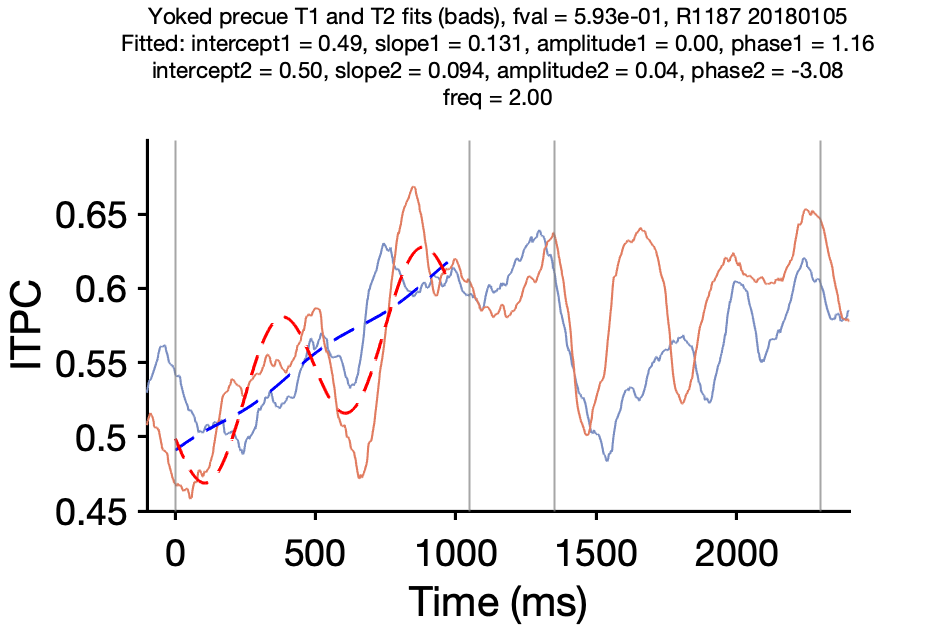 Yoked precue T1 and T2 fits (bads), fval = 5.93e-01, R1187 20180105
Fitted: intercept1 = 0.49, slope1 = 0.131, amplitude1 = 0.00, phase1 = 1.16
intercept2 = 0.50, slope2 = 0.094, amplitude2 = 0.04, phase2 = -3.08
freq = 2.00
0.65
0.6
0.55
0.5
0.45
ITPC
0 500 1000 1500 2000
Time (ms)